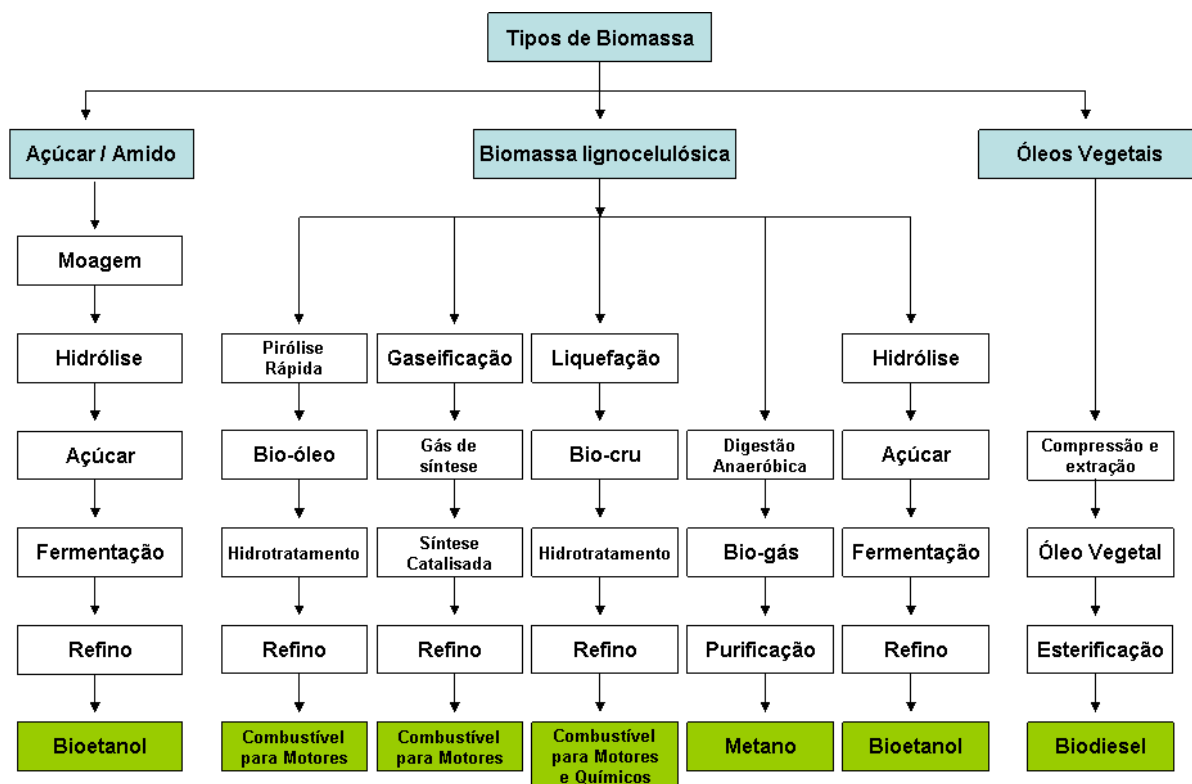 Tipos de Biomassa
Açúcar / Amido
Biomassa lignocelulósica
Óleos Vegetais
Moagem
Hidrólise
Pirólise
Rápida
Gaseificação
Liquefação
Hidrólise
Açúcar
Bio-óleo
Gás de
síntese
Bio-cru
Digestão
Anaeróbica
Açúcar
Compressão e
extração
Fermentação
Hidrotratamento
Síntese
Catalisada
Hidrotratamento
Bio-gás
Fermentação
Óleo Vegetal
Refino
Refino
Refino
Refino
Purificação
Refino
Esterificação
Bioetanol
Combustível
para Motores
Combustível
para Motores
Combustível
para Motores
e Químicos
Metano
Bioetanol
Biodiesel